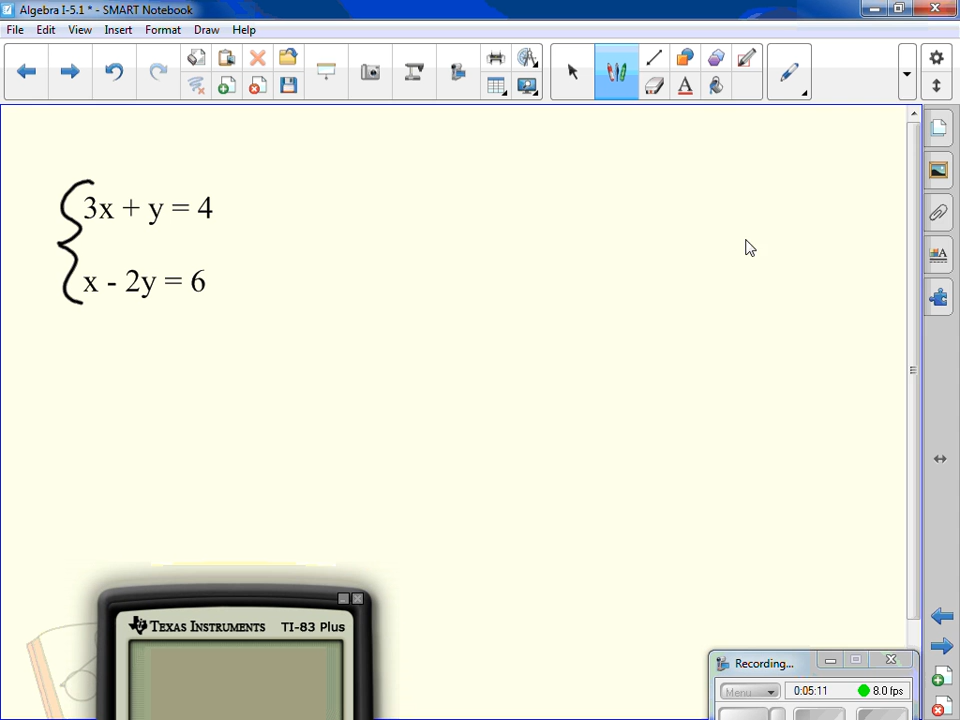 Algebra I-5.1 * - SMART Notebook
File Edit View Insert Format Draw Help
3x + y = 4
x - 2y = 6
TEXAS INSTRUMENTS TI-83 Plus
Recording...
Menu 0:05:11 8.0 fps